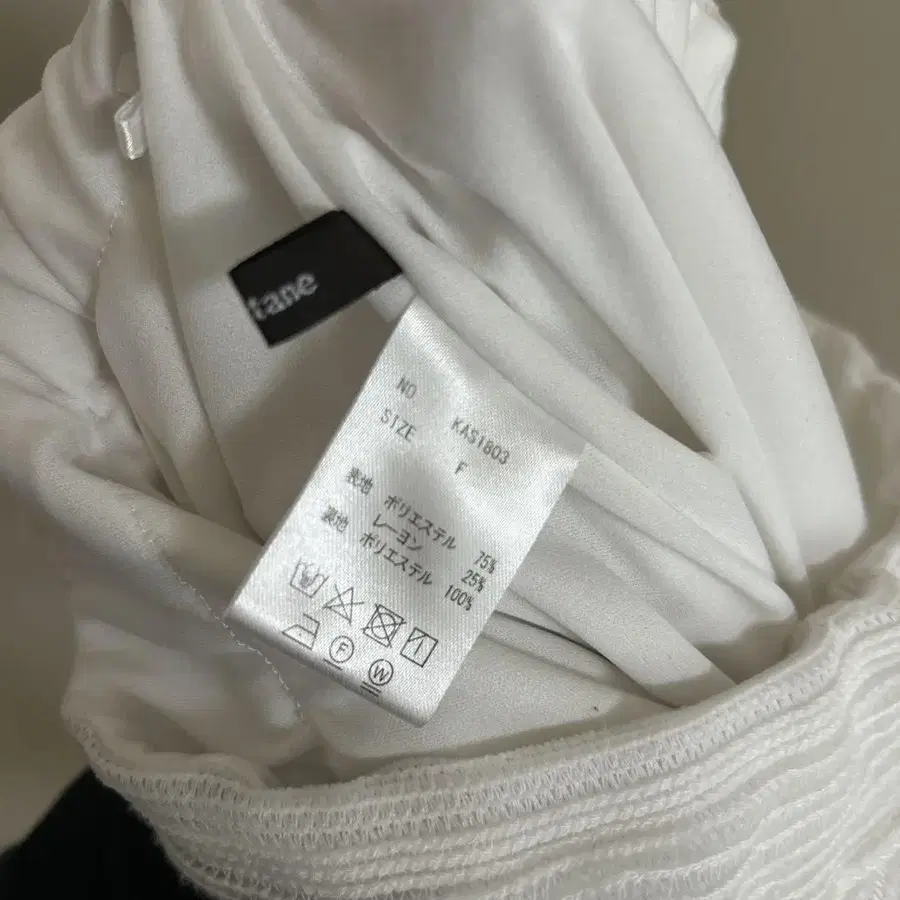 tane
NO KAS1803
SIZE F
表地 ポリエステル 75%
レーヨン 25%
裏地 ポリエステル 100%
F
W